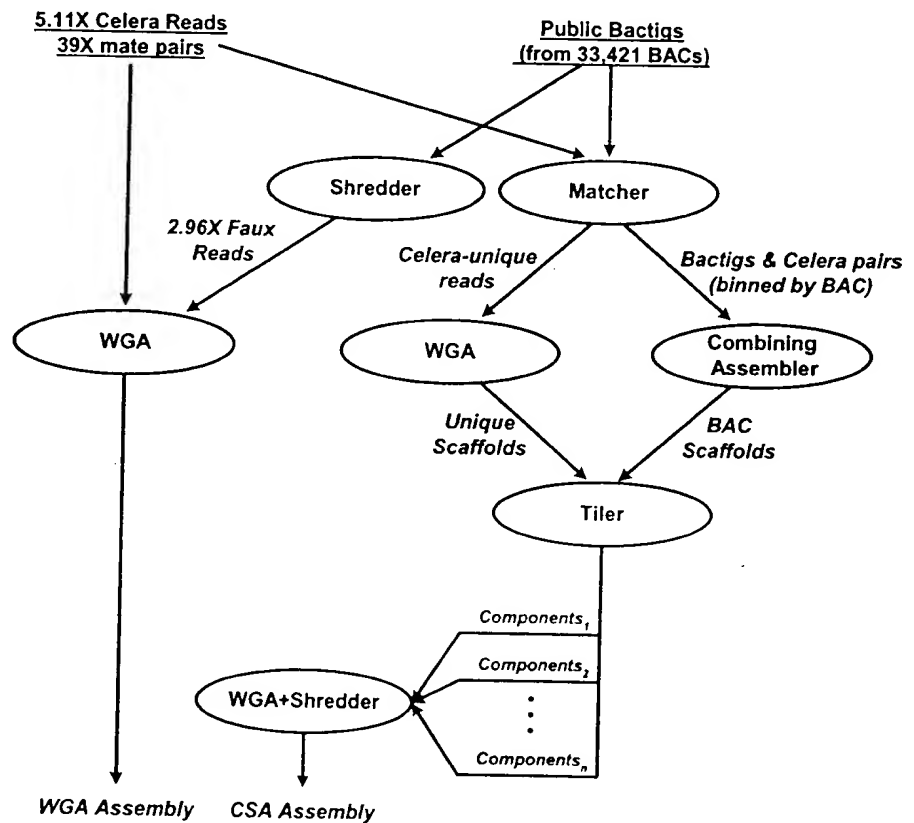 5.11X Celera Reads
39X mate pairs
Public Bactigs
(from 33,421 BACs)
Shredder
Matcher
2.96X Faux
Reads
Celera-unique
reads
Bactigs & Celera pairs
(binned by BAC)
WGA
WGA
Combining
Assembler
Unique
Scaffolds
BAC
Scaffolds
Tiler
Components1
Components2
WGA+Shredder
Componentsn
WGA Assembly
CSA Assembly